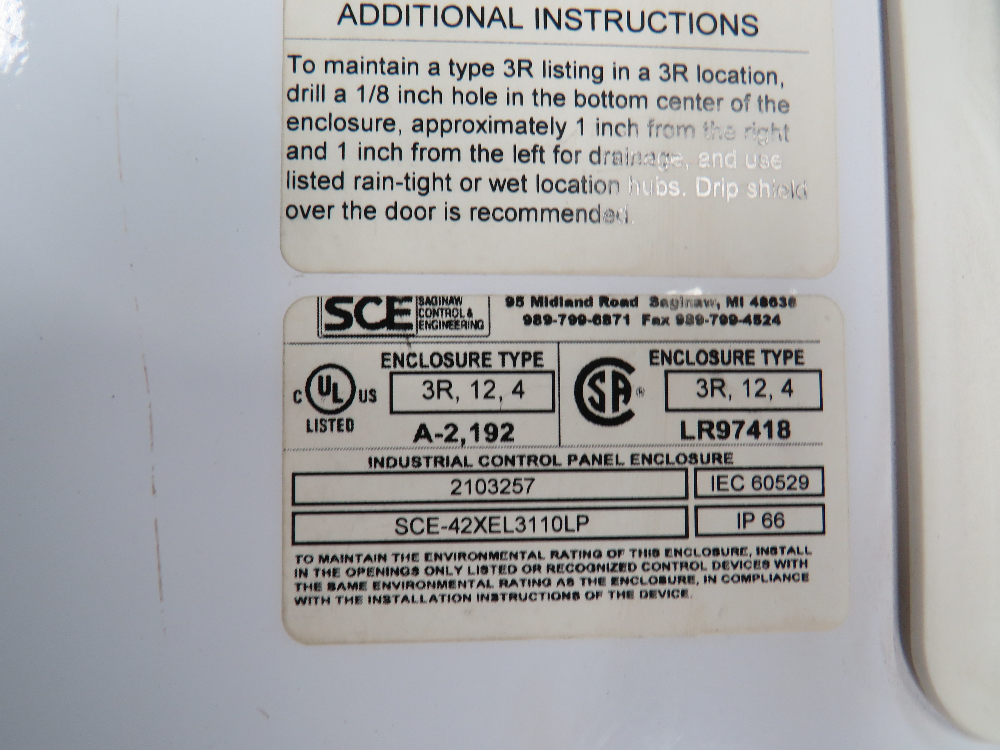 ADDITIONAL INSTRUCTIONS
To maintain a type 3R listing in a 3R location,
drill a 1/8 inch hole in the bottom center of the
enclosure, approximately 1 inch from the right
and 1 inch from the left for drainage, and use
listed rain-tight or wet location hubs. Drip shield
over the door is recommended.
SCE SAGINAW CONTROL & ENGINEERING
95 Midland Road Saginaw, MI 48638
989-799-6871 Fax 989-799-4524
ENCLOSURE TYPE
3R, 12, 4
C UL US
LISTED
A-2,192
ENCLOSURE TYPE
SA ®
3R, 12, 4
LR97418
INDUSTRIAL CONTROL PANEL ENCLOSURE
2103257 IEC 60529
SCE-42XEL3110LP IP 66
TO MAINTAIN THE ENVIRONMENTAL RATING OF THIS ENCLOSURE, INSTALL
IN THE OPENINGS ONLY LISTED OR RECOGNIZED CONTROL DEVICES WITH
THE SAME ENVIRONMENTAL RATING AS THE ENCLOSURE, IN COMPLIANCE
WITH THE INSTALLATION INSTRUCTIONS OF THE DEVICE.